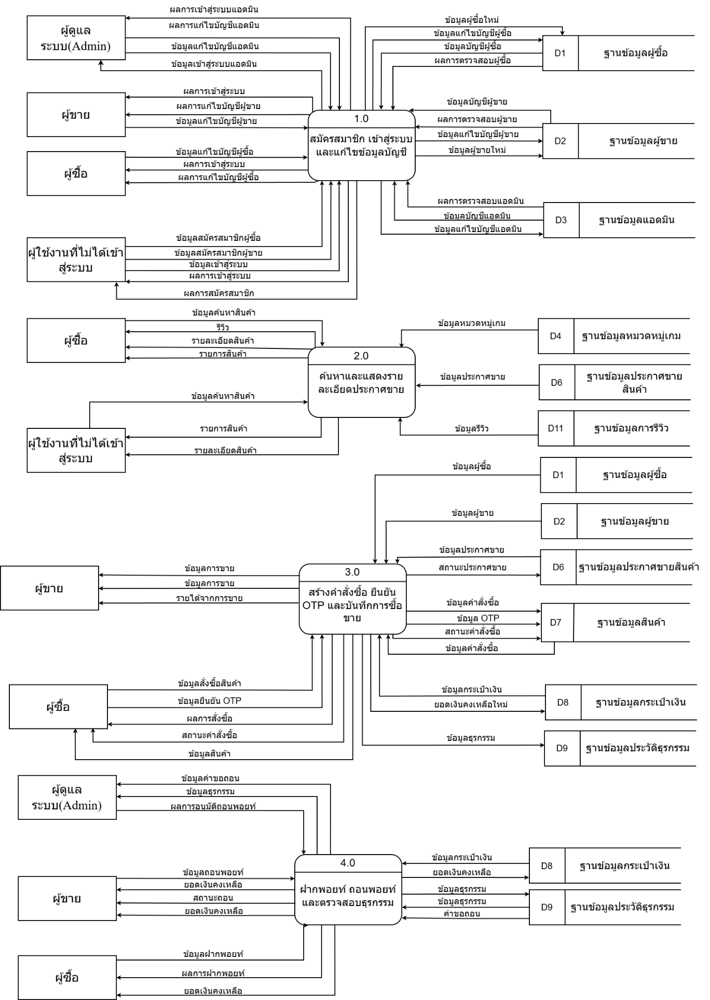 ผลการเข้าสู่ระบบแอดมิน
ผู้ดูแล
ระบบ(Admin)
ผลการแก้ไขบัญชีแอดมิน
ข้อมูลแก้ไขบัญชีแอดมิน
ข้อมูลเข้าสู่ระบบแอดมิน
ข้อมูลผู้ซื้อใหม่
ข้อมูลแก้ไขบัญชีผู้ซื้อ
ข้อมูลบัญชีผู้ซื้อ
ผลการตรวจสอบผู้ซื้อ
D1
ฐานข้อมูลผู้ซื้อ
ผู้ขาย
ผลการเข้าสู่ระบบ
ผลการแก้ไขบัญชีผู้ขาย
ข้อมูลแก้ไขบัญชีผู้ขาย
1.0
สมัครสมาชิก เข้าสู่ระบบ
และแก้ไขข้อมูลบัญชี
ข้อมูลบัญชีผู้ขาย
ผลการตรวจสอบผู้ขาย
ข้อมูลแก้ไขบัญชีผู้ขาย
ข้อมูลผู้ขายใหม่
D2
ฐานข้อมูลผู้ขาย
ผู้ซื้อ
ข้อมูลแก้ไขบัญชีผู้ซื้อ
ผลการเข้าสู่ระบบ
ผลการแก้ไขบัญชีผู้ซื้อ
ผลการตรวจสอบแอดมิน
ข้อมูลบัญชีแอดมิน
ข้อมูลแก้ไขบัญชีแอดมิน
D3
ฐานข้อมูลแอดมิน
ผู้ใช้งานที่ไม่ได้เข้า
สู่ระบบ
ข้อมูลสมัครสมาชิกผู้ซื้อ
ข้อมูลสมัครสมาชิกผู้ขาย
ข้อมูลเข้าสู่ระบบ
ผลการเข้าสู่ระบบ
ผลการสมัครสมาชิก
ผู้ซื้อ
ข้อมูลค้นหาสินค้า
รีวิว
รายละเอียดสินค้า
รายการสินค้า
2.0
ค้นหาและแสดงราย
ละเอียดประกาศขาย
ข้อมูลหมวดหมู่เกม
D4
ฐานข้อมูลหมวดหมู่เกม
ข้อมูลประกาศขาย
D6
ฐานข้อมูลประกาศขาย
สินค้า
ข้อมูลรีวิว
D11
ฐานข้อมูลการรีวิว
ข้อมูลค้นหาสินค้า
ผู้ใช้งานที่ไม่ได้เข้า
สู่ระบบ
รายการสินค้า
รายละเอียดสินค้า
ข้อมูลผู้ซื้อ
D1
ฐานข้อมูลผู้ซื้อ
ข้อมูลผู้ขาย
D2
ฐานข้อมูลผู้ขาย
ข้อมูลประกาศขาย
สถานะประกาศขาย
D6
ฐานข้อมูลประกาศขายสินค้า
ผู้ขาย
ข้อมูลการขาย
ข้อมูลการขาย
รายได้จากการขาย
3.0
สร้างคำสั่งซื้อ ยืนยัน
OTP และบันทึกการซื้อ
ขาย
ข้อมูลคำสั่งซื้อ
ข้อมูล OTP
สถานะคำสั่งซื้อ
ข้อมูลคำสั่งซื้อ
D7
ฐานข้อมูลสินค้า
ผู้ซื้อ
ข้อมูลสั่งซื้อสินค้า
ข้อมูลยืนยัน OTP
ผลการสั่งซื้อ
สถานะคำสั่งซื้อ
ข้อมูลสินค้า
ข้อมูลกระเป๋าเงิน
ยอดเงินคงเหลือใหม่
D8
ฐานข้อมูลกระเป๋าเงิน
ข้อมูลธุรกรรม
D9
ฐานข้อมูลประวัติธุรกรรม
ผู้ดูแล
ระบบ(Admin)
ข้อมูลคำขอถอน
ข้อมูลธุรกรรม
ผลการอนุมัติถอนพอยท์
4.0
ฝากพอยท์ ถอนพอยท์
และตรวจสอบธุรกรรม
ข้อมูลกระเป๋าเงิน
ยอดเงินคงเหลือ
D8
ฐานข้อมูลกระเป๋าเงิน
ผู้ขาย
ข้อมูลถอนพอยท์
ยอดเงินคงเหลือ
สถานะถอน
ยอดเงินคงเหลือ
ข้อมูลธุรกรรม
ข้อมูลธุรกรรม
คำขอถอน
D9
ฐานข้อมูลประวัติธุรกรรม
ผู้ซื้อ
ข้อมูลฝากพอยท์
ผลการฝากพอยท์
ยอดเงินคงเหลือ